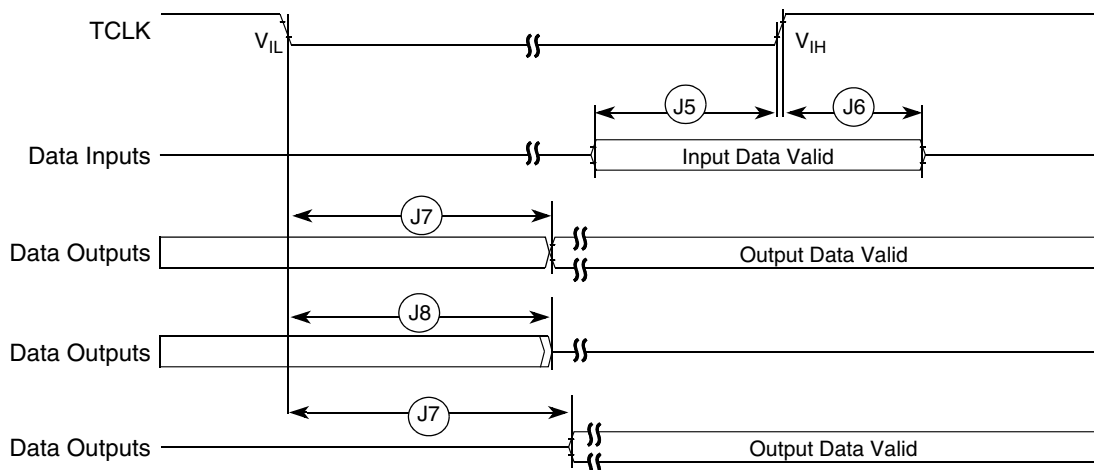 TCLK
V_IL
V_IH
J5
J6
Data Inputs
Input Data Valid
J7
Data Outputs
Output Data Valid
J8
Data Outputs
J7
Data Outputs
Output Data Valid